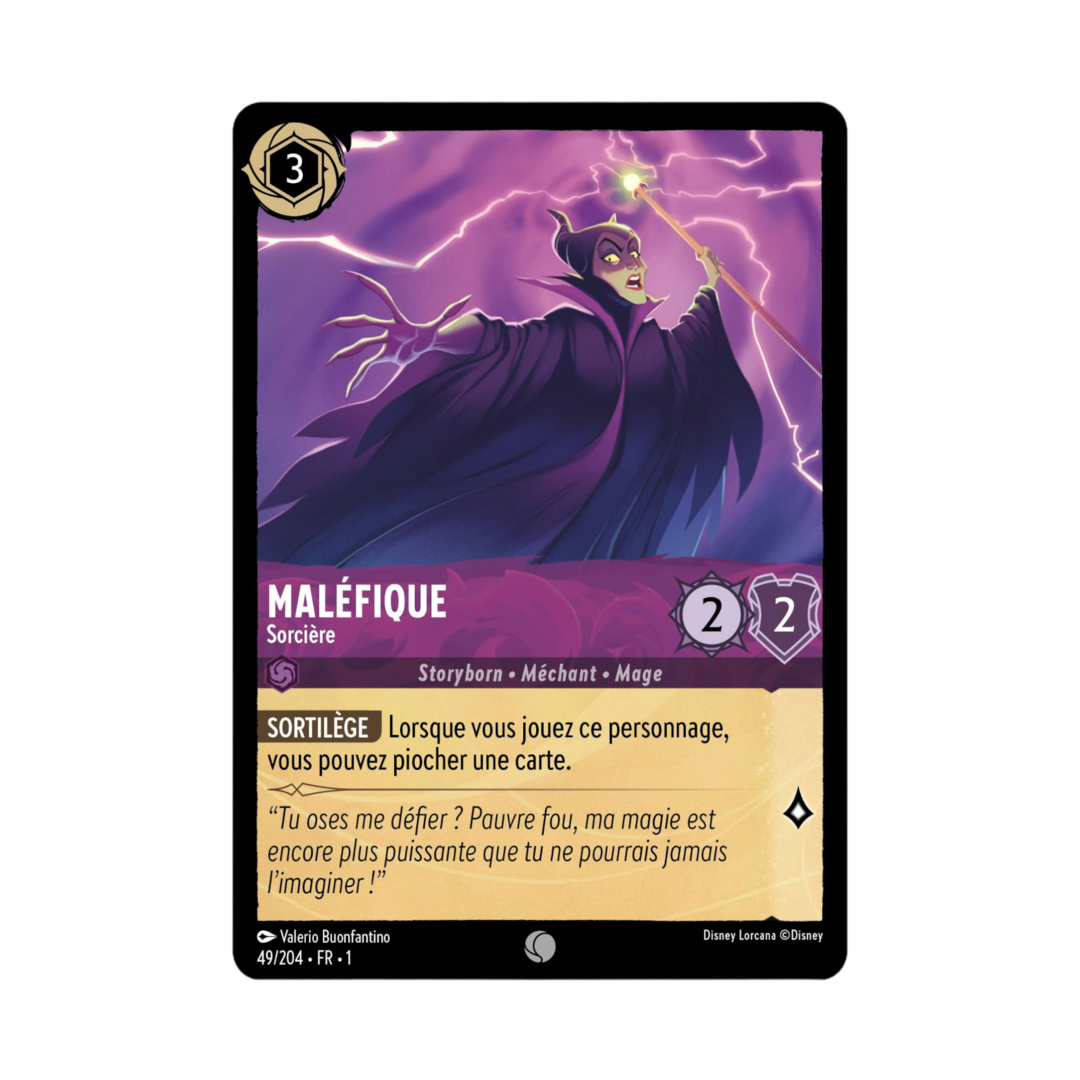 3
MALÉFIQUE
Sorcière
2 2
Storyborn • Méchant • Mage
SORTILÈGE Lorsque vous jouez ce personnage,
vous pouvez piocher une carte.
“Tu oses me défier ? Pauvre fou, ma magie est
encore plus puissante que tu ne pourrais jamais
l’imaginer !”
Valerio Buonfantino
Disney Lorcana ©Disney
49/204 • FR • 1